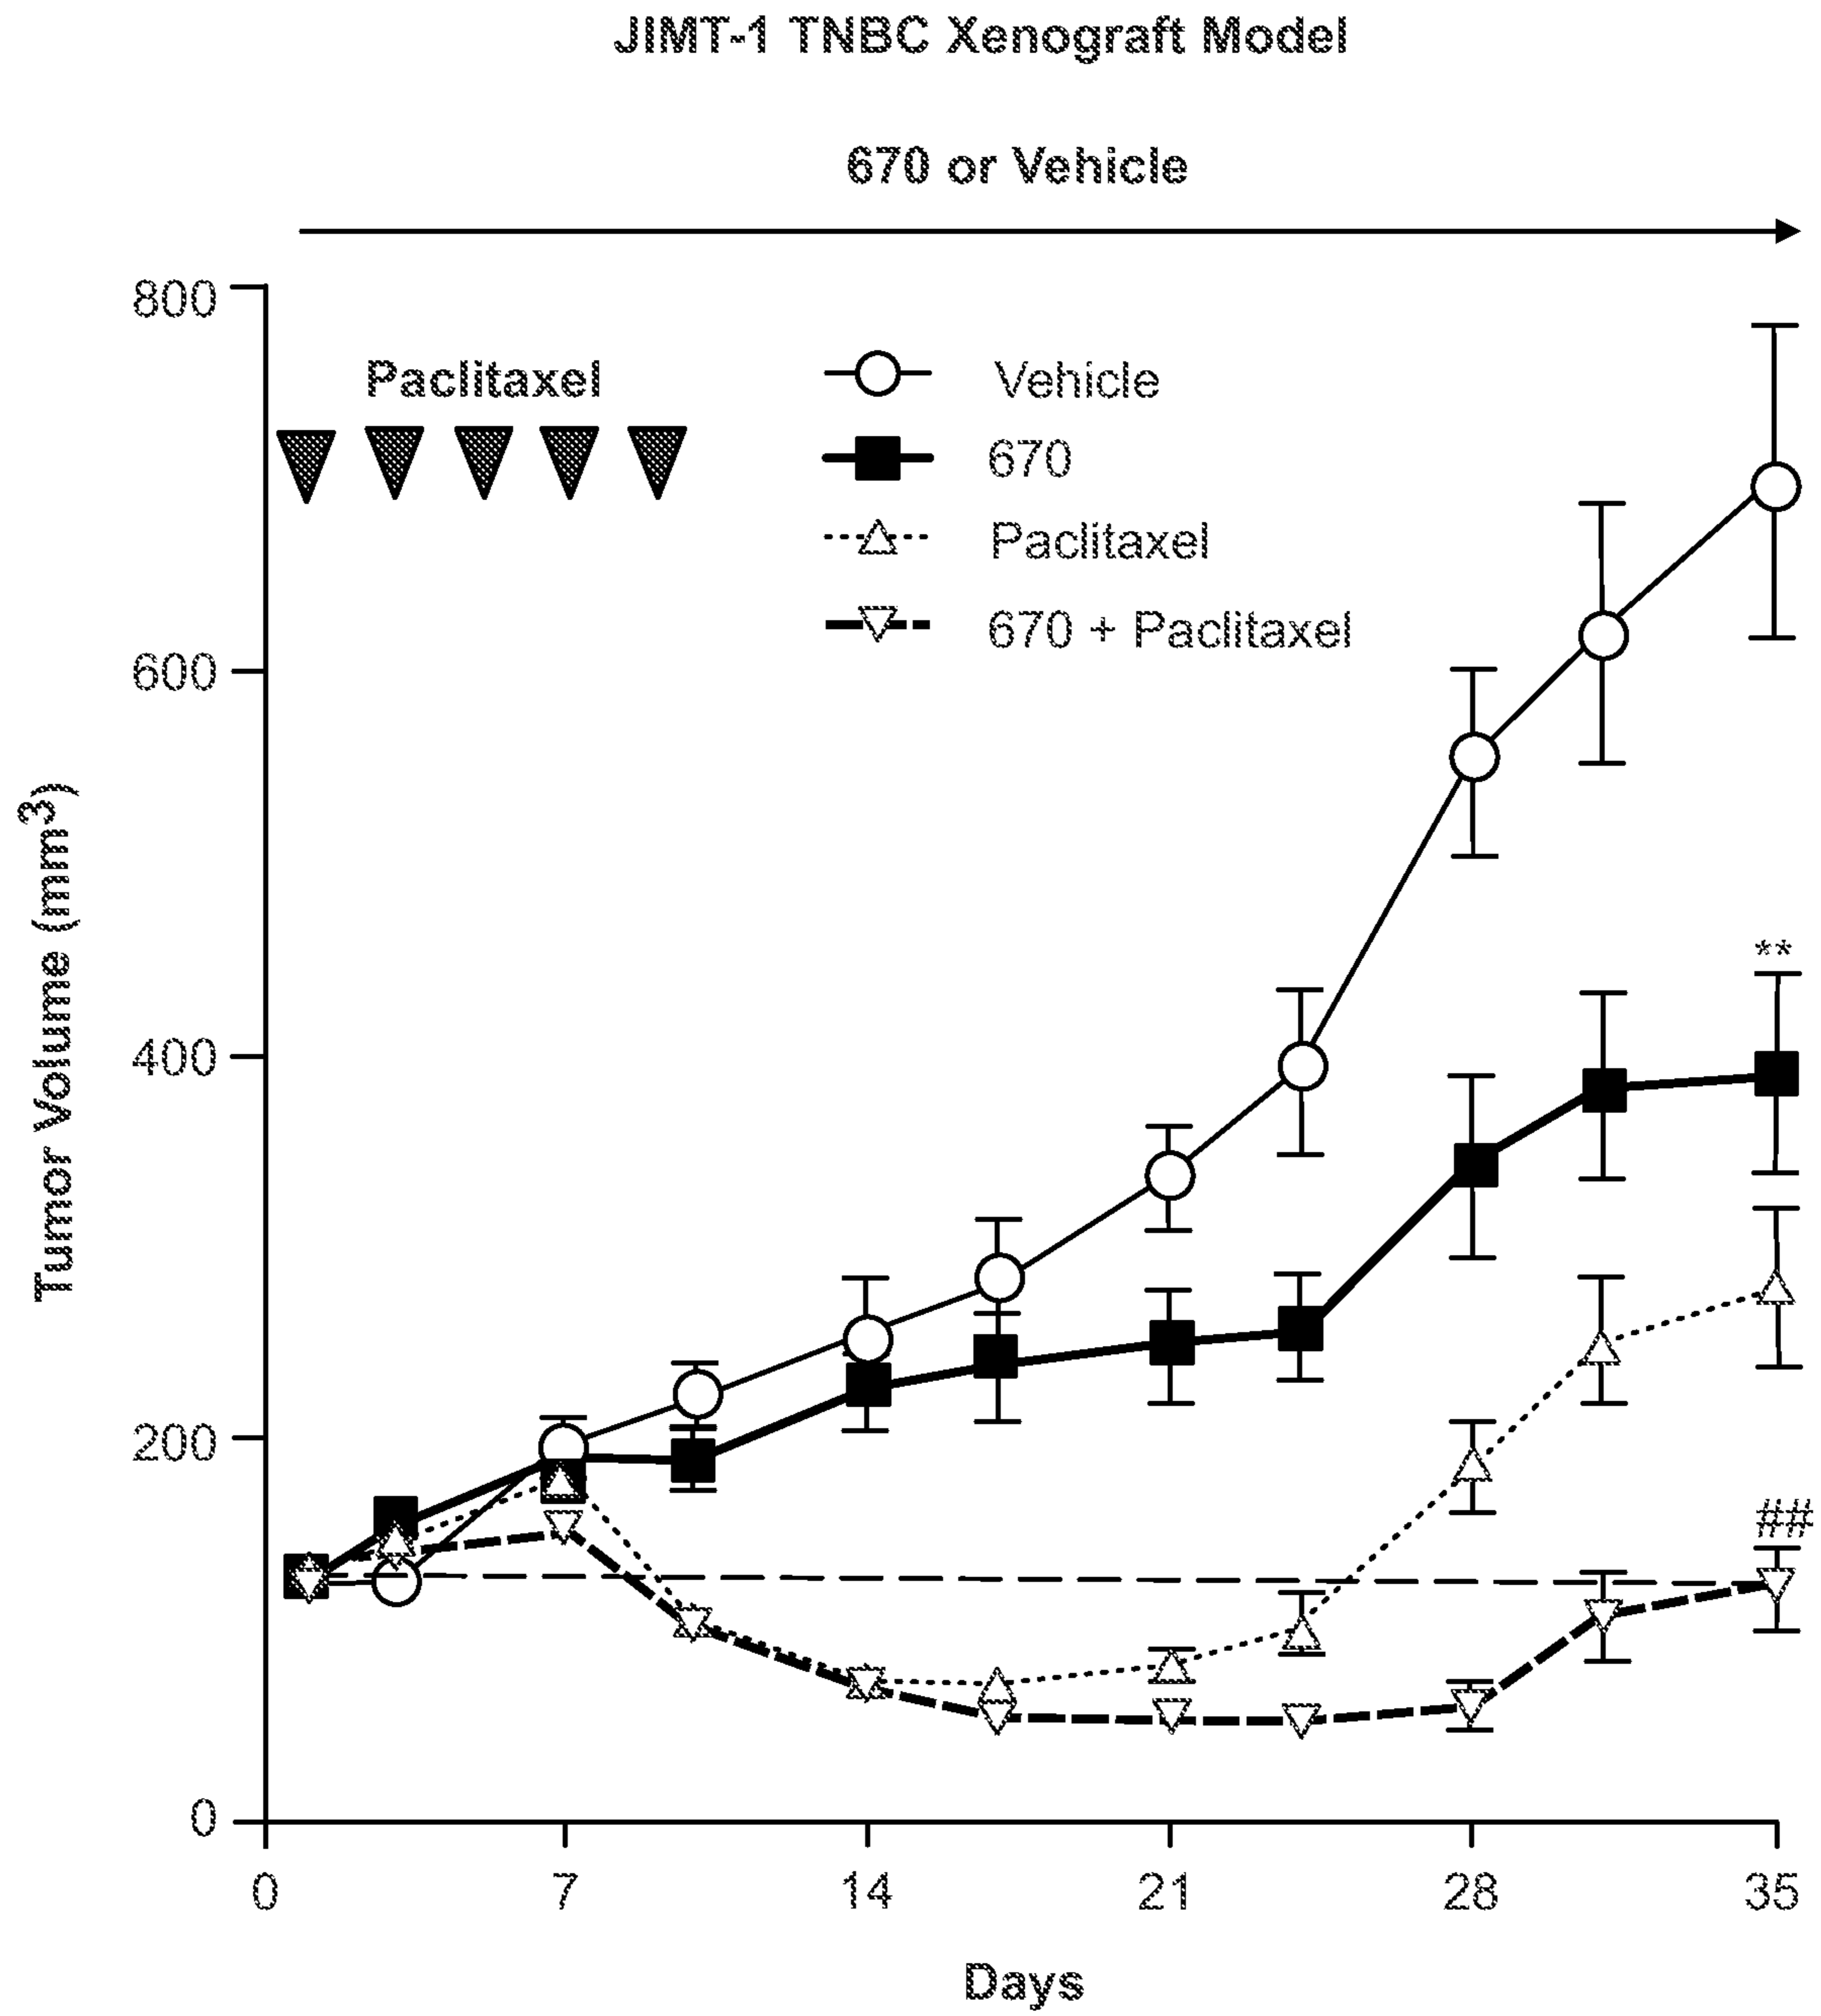 JIMT-1 TNBC Xenograft Model
670 or Vehicle
800
600
400
200
0
Tumor Volume (mm3)
Paclitaxel
Vehicle
670
Paclitaxel
670 + Paclitaxel
**
##
0 7 14 21 28 35
Days